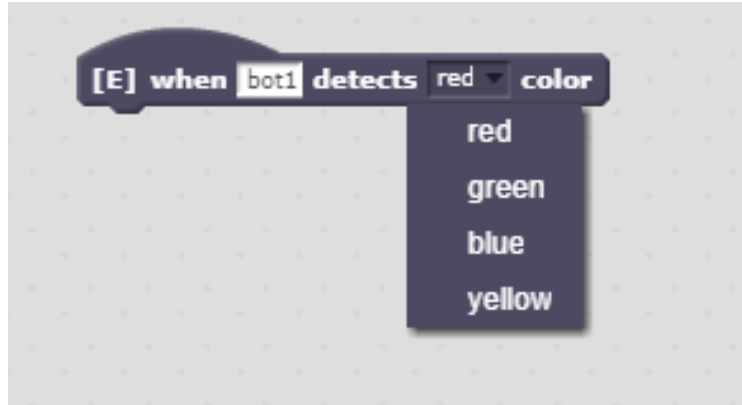 [E] when bot1 detects red color
red
green
blue
yellow